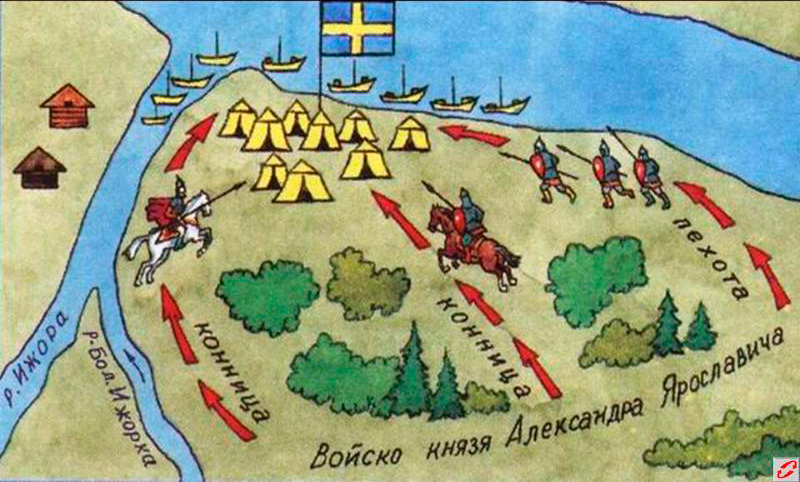 р. Ижора
р. Бол. Ижорка
конница
конница
пехота
Войско князя Александра Ярославича